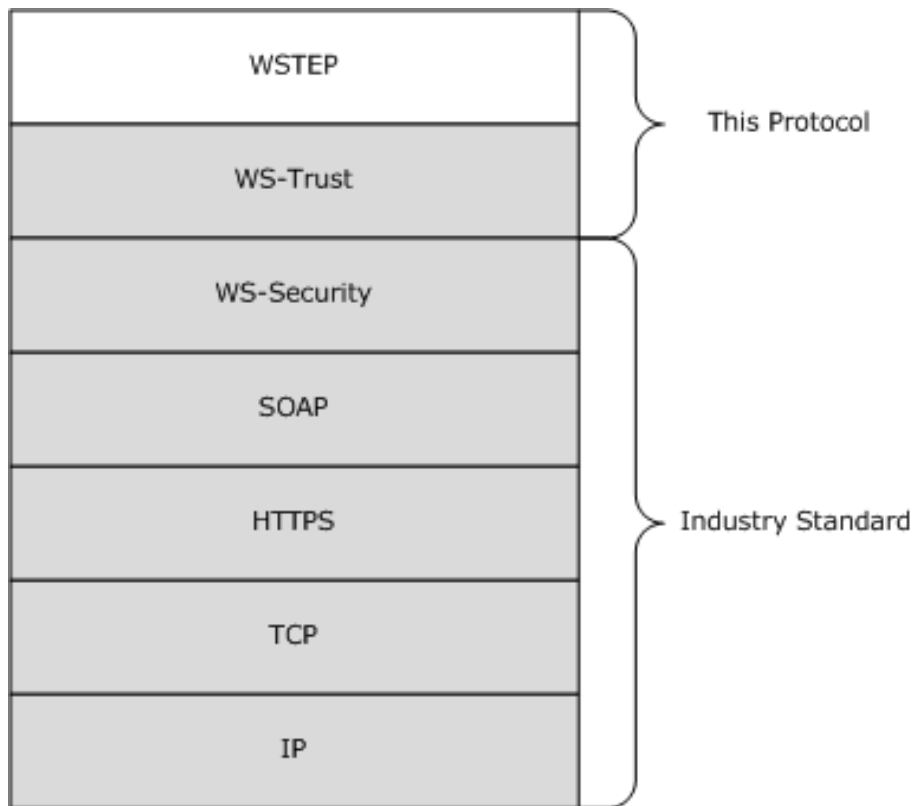 WSTEP
This Protocol
WS-Trust
WS-Security
SOAP
HTTPS
Industry Standard
TCP
IP